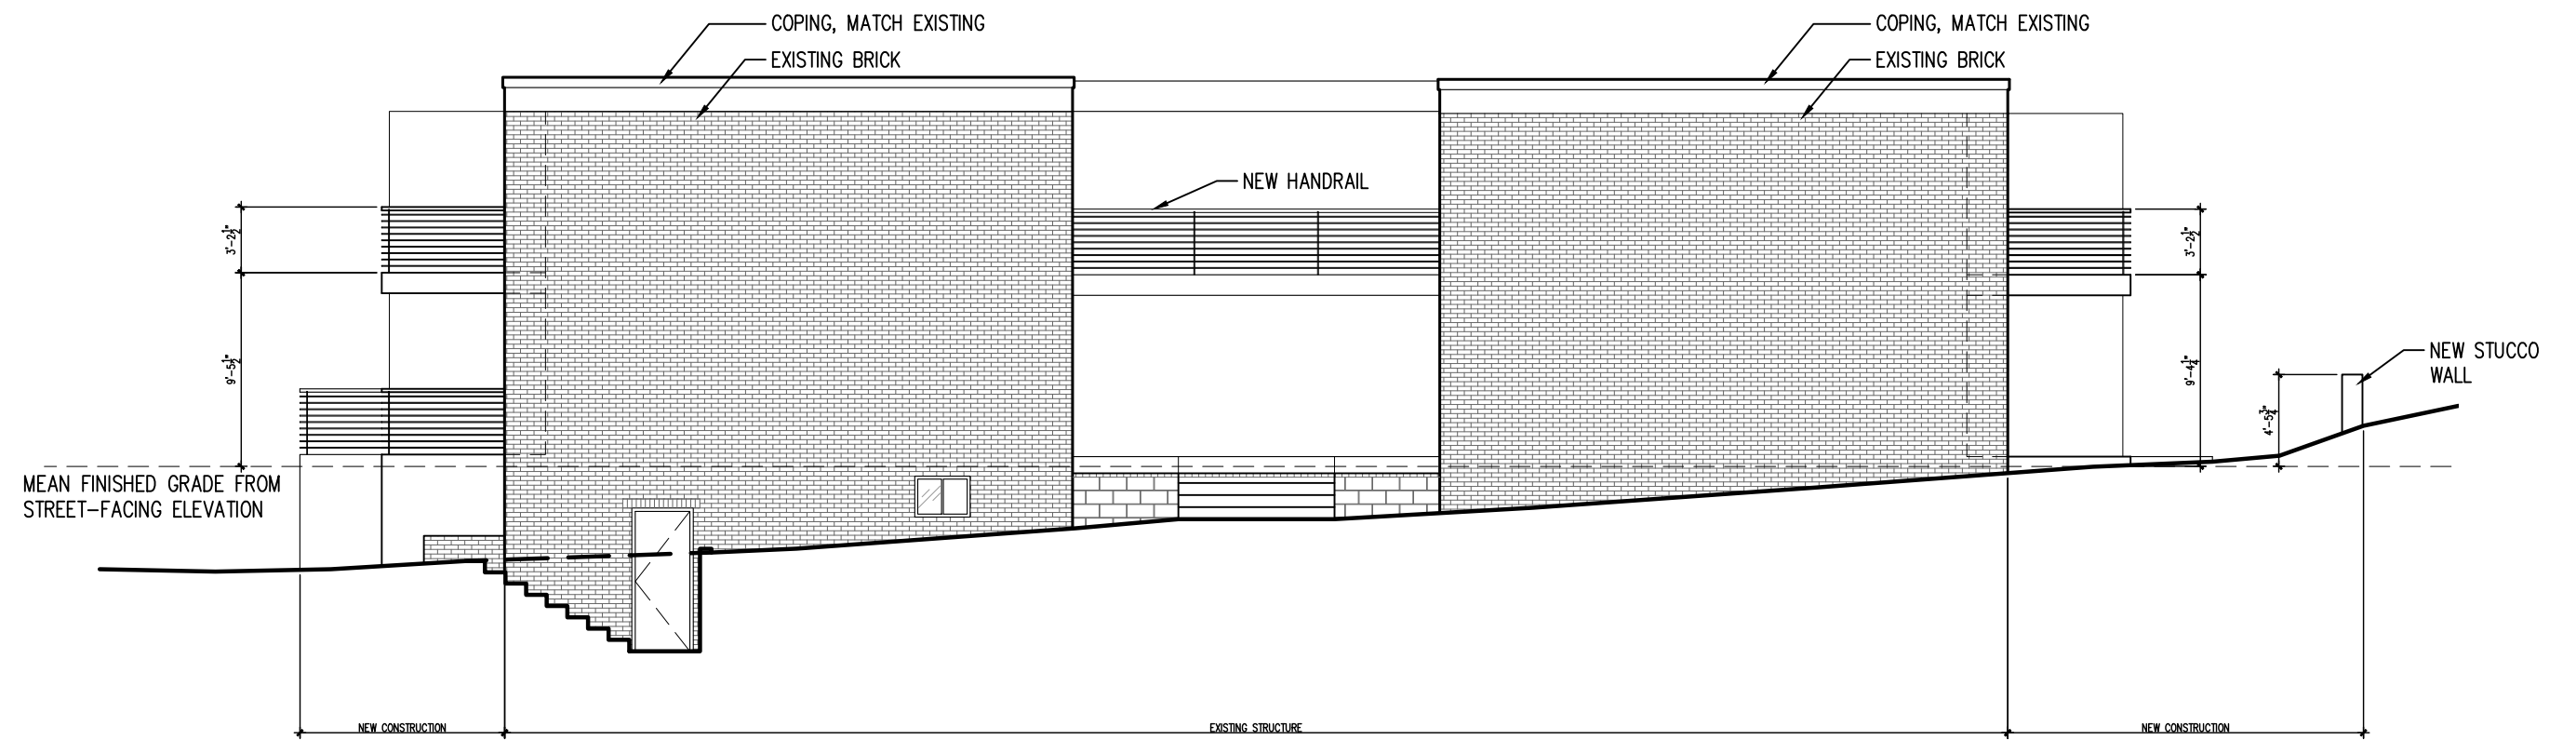 COPING, MATCH EXISTING
EXISTING BRICK
COPING, MATCH EXISTING
EXISTING BRICK
NEW HANDRAIL
3'-2½"
3'-2½"
9'-5½"
9'-4¼"
4'-5¾"
NEW STUCCO
WALL
MEAN FINISHED GRADE FROM
STREET-FACING ELEVATION
NEW CONSTRUCTION
EXISTING STRUCTURE
NEW CONSTRUCTION